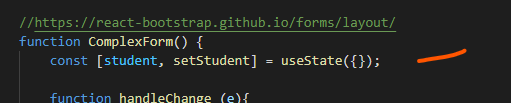 //https://react-bootstrap.github.io/forms/layout/
function ComplexForm() {
const [student, setStudent] = useState({});
function handleChange (e){